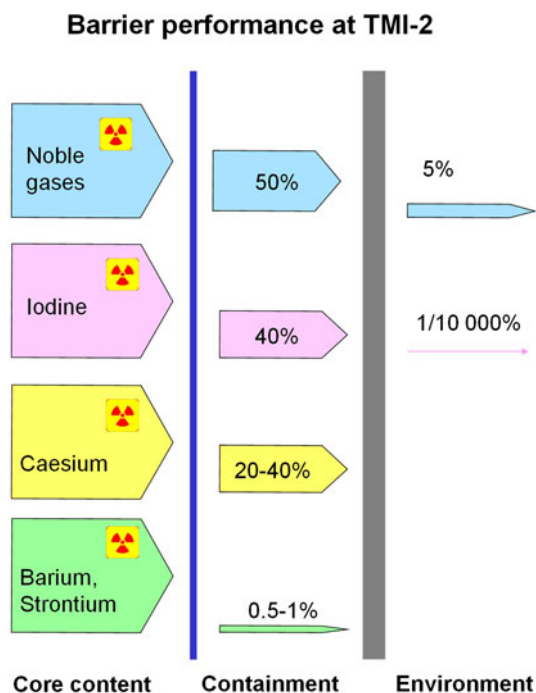 Barrier performance at TMI-2
Noble
gases
50%
5%
Iodine
40%
1/10 000%
Caesium
20-40%
Barium,
Strontium
0.5-1%
Core content
Containment
Environment